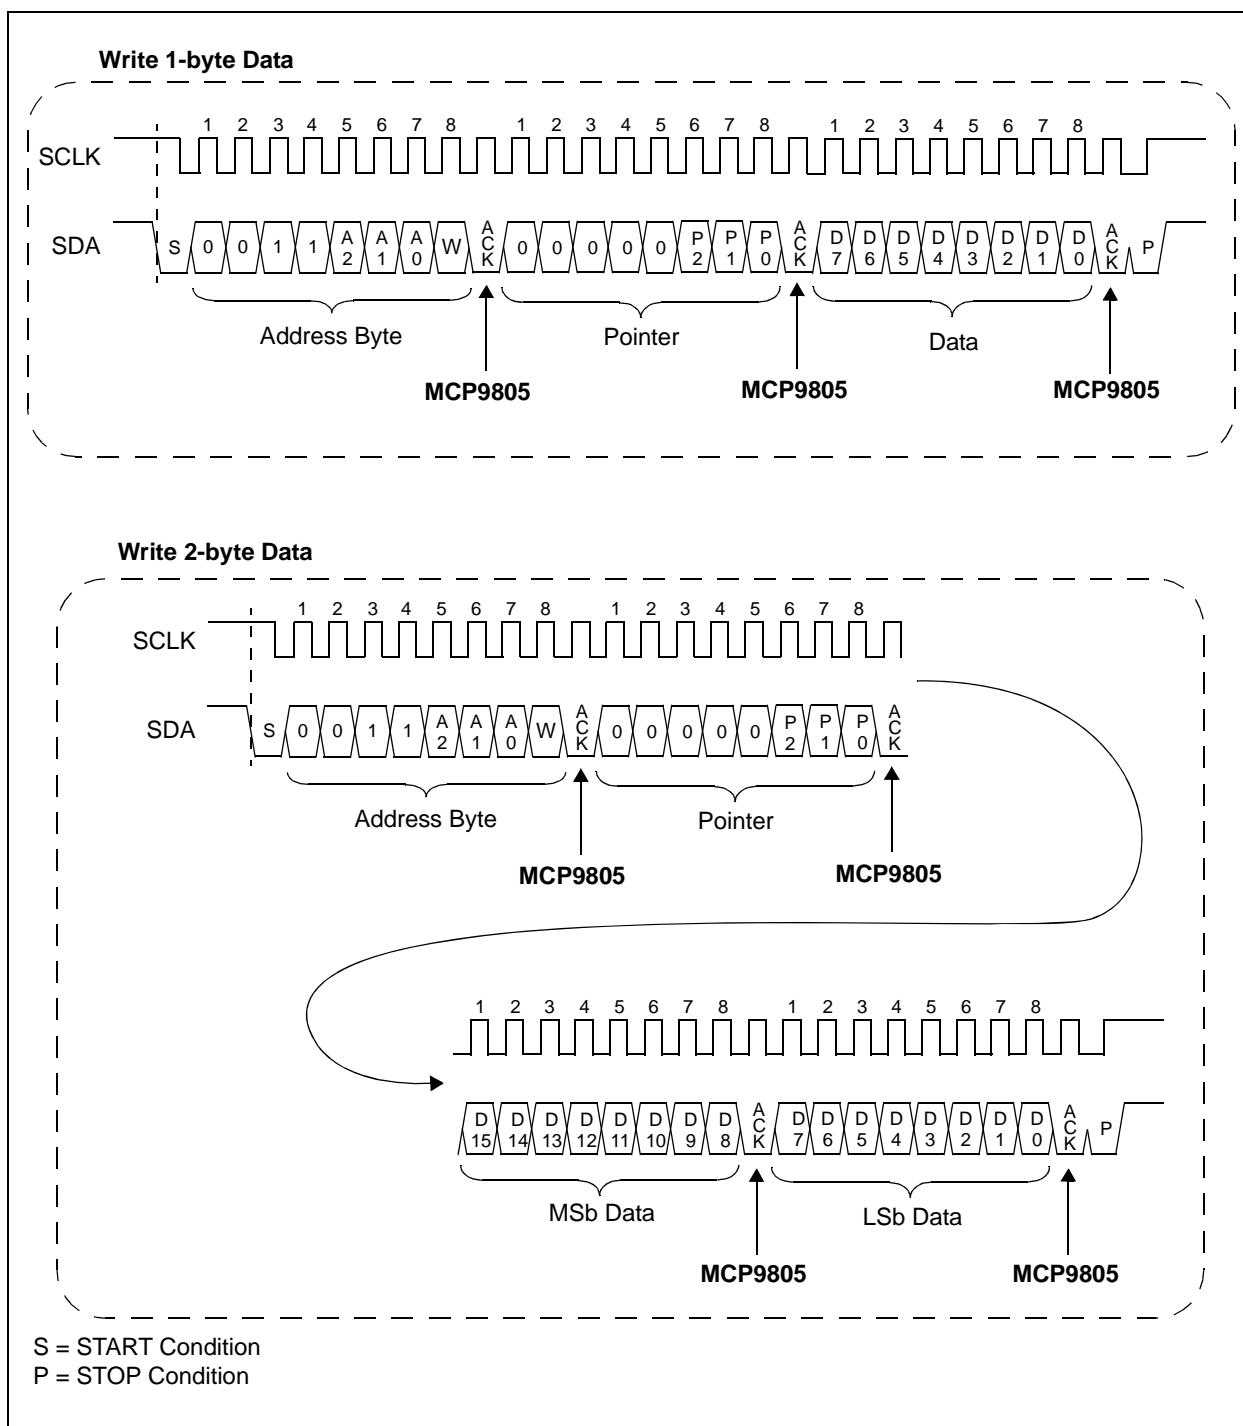 Write 1-byte Data
1 2 3 4 5 6 7 8 1 2 3 4 5 6 7 8 1 2 3 4 5 6 7 8
SCLK
SDA S 0 0 1 1 A2 A1 A0 W ACK 0 0 0 0 0 P2 P1 P0 ACK D7 D6 D5 D4 D3 D2 D1 D0 ACK P
Address Byte Pointer Data
MCP9805 MCP9805 MCP9805
Write 2-byte Data
1 2 3 4 5 6 7 8 1 2 3 4 5 6 7 8
SCLK
SDA S 0 0 1 1 A2 A1 A0 W ACK 0 0 0 0 0 P2 P1 P0 ACK
Address Byte Pointer
MCP9805 MCP9805
1 2 3 4 5 6 7 8 1 2 3 4 5 6 7 8
D15 D14 D13 D12 D11 D10 D9 D8 ACK D7 D6 D5 D4 D3 D2 D1 D0 ACK P
MSb Data LSb Data
MCP9805 MCP9805
S = START Condition
P = STOP Condition